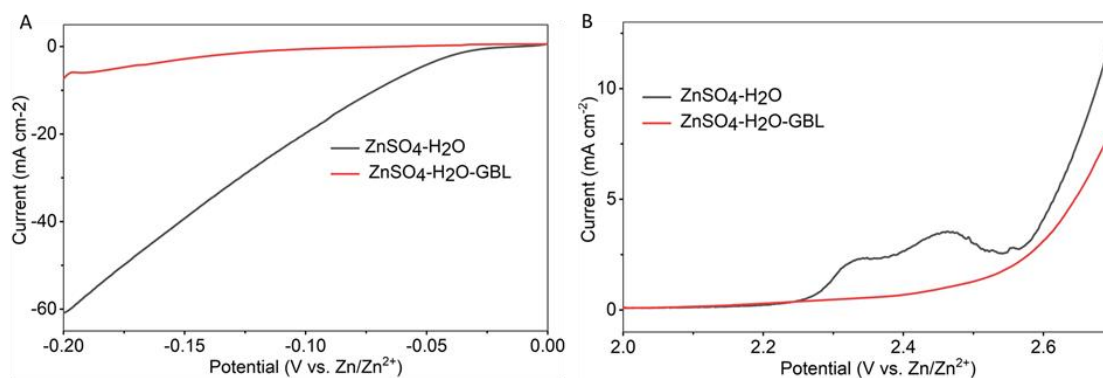 A
0
-20
-40
-60
Current (mA cm-2)
ZnSO4-H2O
ZnSO4-H2O-GBL
-0.20
-0.15
-0.10
-0.05
0.00
Potential (V vs. Zn/Zn²⁺)
B
10
5
0
Current (mA cm⁻²)
ZnSO4-H2O
ZnSO4-H2O-GBL
2.0
2.2
2.4
2.6
Potential (V vs. Zn/Zn²⁺)